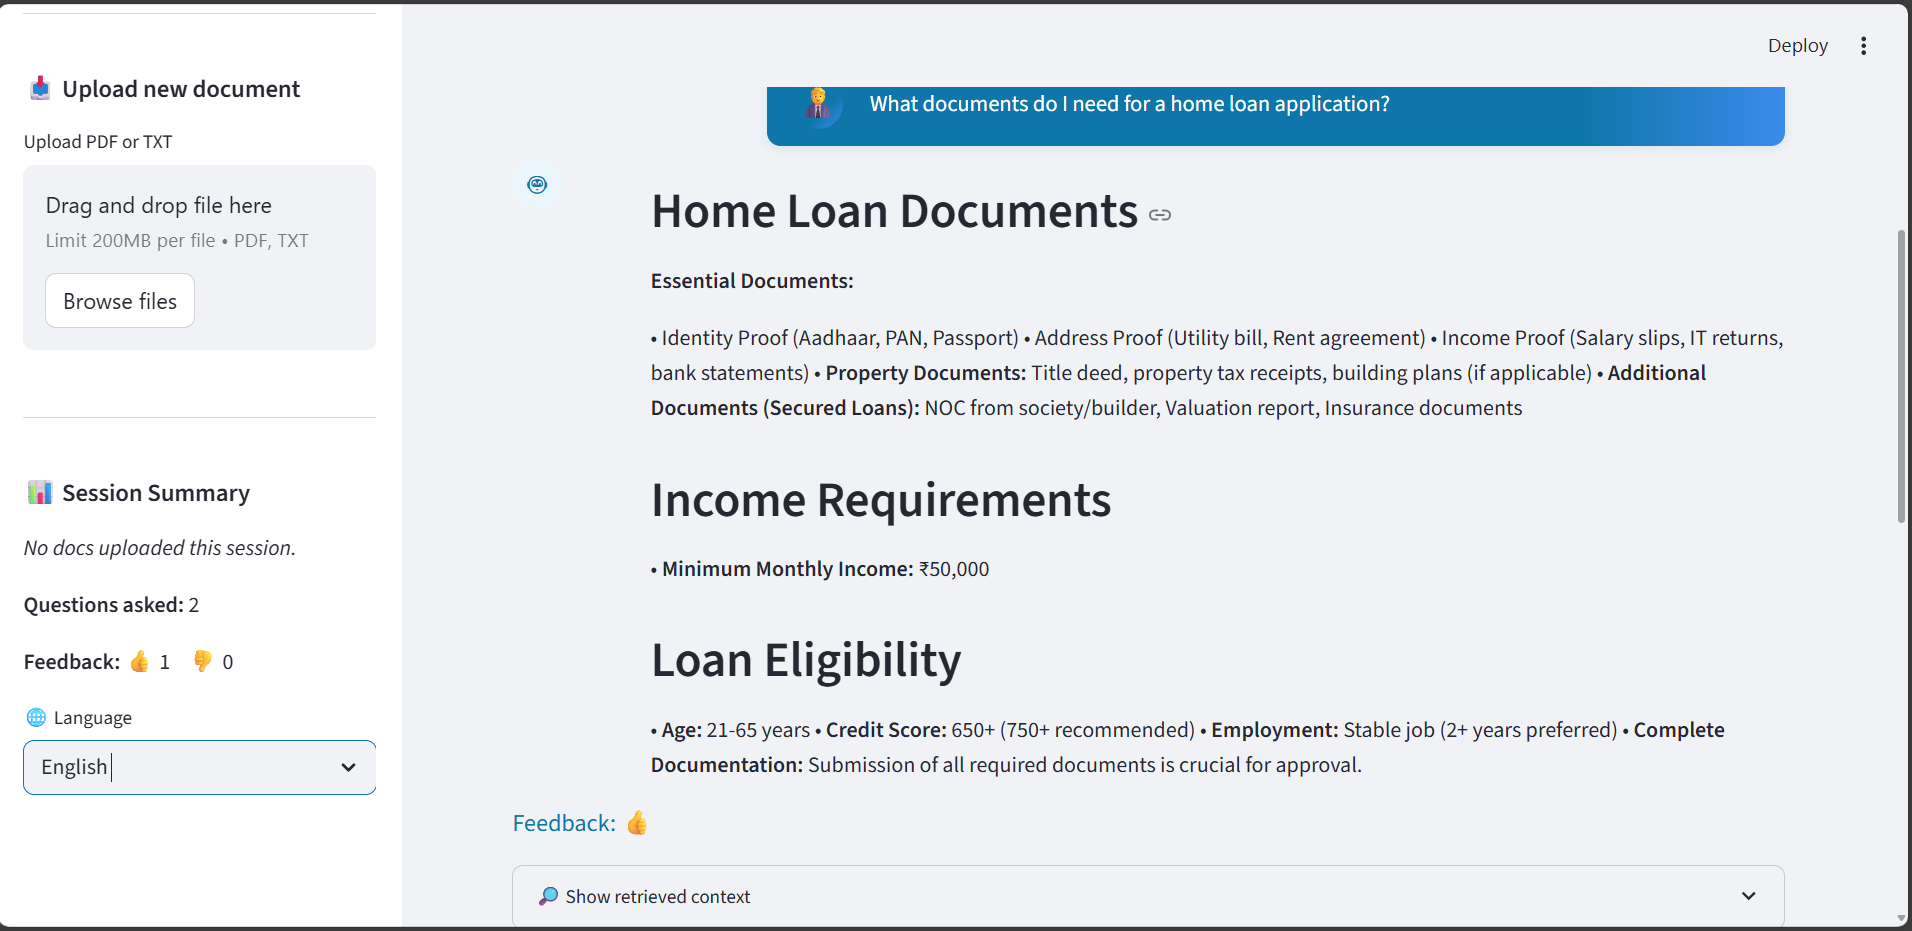 Upload new document
Upload PDF or TXT
Drag and drop file here
Limit 200MB per file • PDF, TXT
Browse files
Session Summary
No docs uploaded this session.
Questions asked: 2
Feedback: 👍 1 👎 0
Language
English
Deploy
What documents do I need for a home loan application?
Home Loan Documents
Essential Documents:
• Identity Proof (Aadhaar, PAN, Passport) • Address Proof (Utility bill, Rent agreement) • Income Proof (Salary slips, IT returns,
bank statements) • Property Documents: Title deed, property tax receipts, building plans (if applicable) • Additional
Documents (Secured Loans): NOC from society/builder, Valuation report, Insurance documents
Income Requirements
• Minimum Monthly Income: ₹50,000
Loan Eligibility
• Age: 21-65 years • Credit Score: 650+ (750+ recommended) • Employment: Stable job (2+ years preferred) • Complete
Documentation: Submission of all required documents is crucial for approval.
Feedback: 👍
Show retrieved context